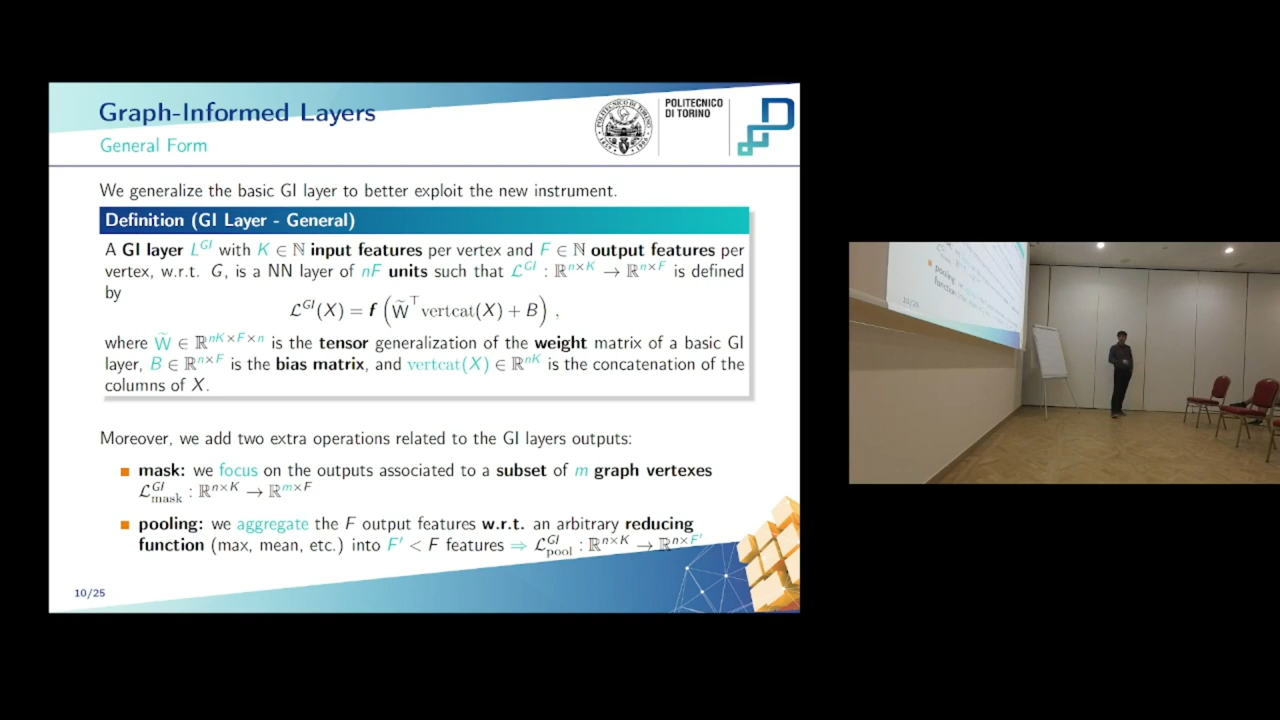 Graph-Informed Layers
General Form
POLITECNICO
DI TORINO
We generalize the basic GI layer to better exploit the new instrument.
Definition (GI Layer - General)
A GI layer L^{GI} with K ∈ ℕ input features per vertex and F ∈ ℕ output features per
vertex, w.r.t. G, is a NN layer of nF units such that ℒ^{GI} : ℝ^{n×K} → ℝ^{n×F} is defined
by
ℒ^{GI}(X) = f (W̃^⊤ vertcat(X) + B) ,
where W̃ ∈ ℝ^{nK×F×n} is the tensor generalization of the weight matrix of a basic GI
layer, B ∈ ℝ^{n×F} is the bias matrix, and vertcat(X) ∈ ℝ^{nK} is the concatenation of the
columns of X.
Moreover, we add two extra operations related to the GI layers outputs:
mask: we focus on the outputs associated to a subset of m graph vertexes
ℒ^{GI}_{mask} : ℝ^{n×K} → ℝ^{m×F}
pooling: we aggregate the F output features w.r.t. an arbitrary reducing
function (max, mean, etc.) into F′ < F features ⇒ ℒ^{GI}_{pool} : ℝ^{n×K} → ℝ^{n×F′}
10/25